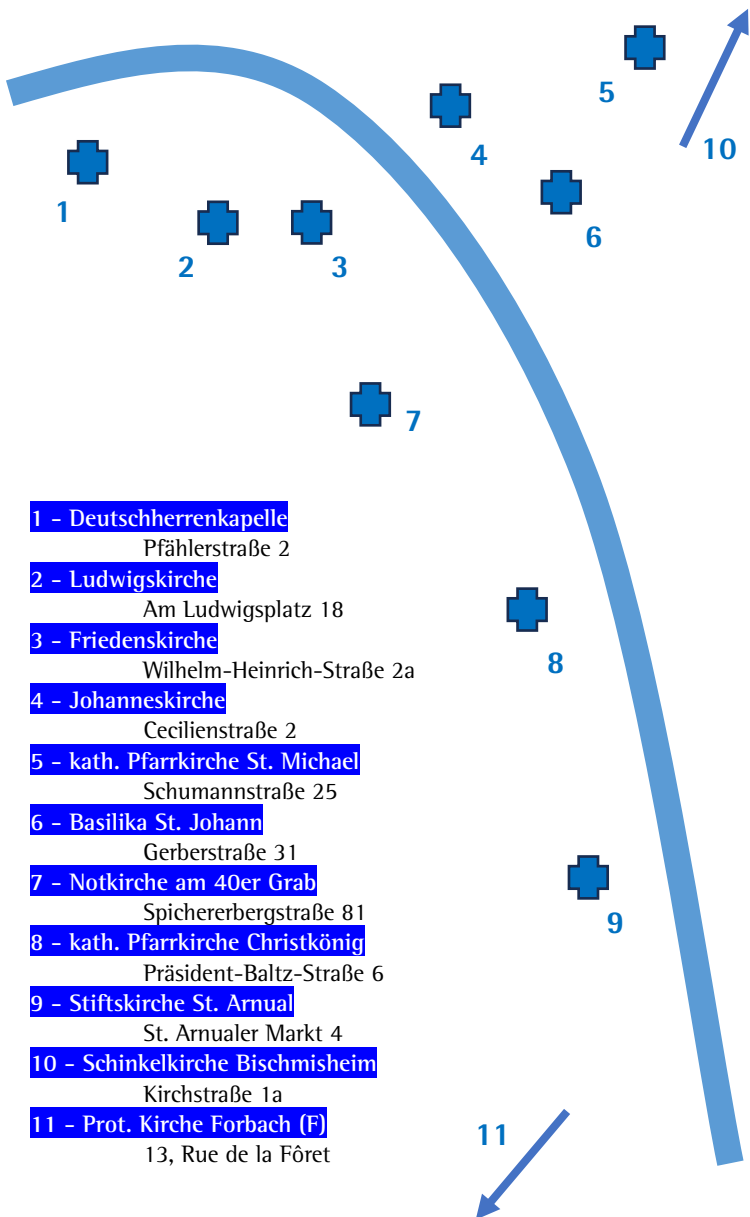 5
10
4
1
6
2
3
7
1 – Deutschherrenkapelle
Pfählerstraße 2
2 – Ludwigskirche
Am Ludwigsplatz 18
3 – Friedenskirche
Wilhelm-Heinrich-Straße 2a
4 – Johanneskirche
Cecilienstraße 2
5 – kath. Pfarrkirche St. Michael
Schumannstraße 25
6 – Basilika St. Johann
Gerberstraße 31
7 – Notkirche am 40er Grab
Spichererbergstraße 81
8 – kath. Pfarrkirche Christkönig
Präsident-Baltz-Straße 6
9 – Stiftskirche St. Arnual
St. Arnualer Markt 4
10 – Schinkelkirche Bischmisheim
Kirchstraße 1a
11 – Prot. Kirche Forbach (F)
13, Rue de la Fôret
8
9
11